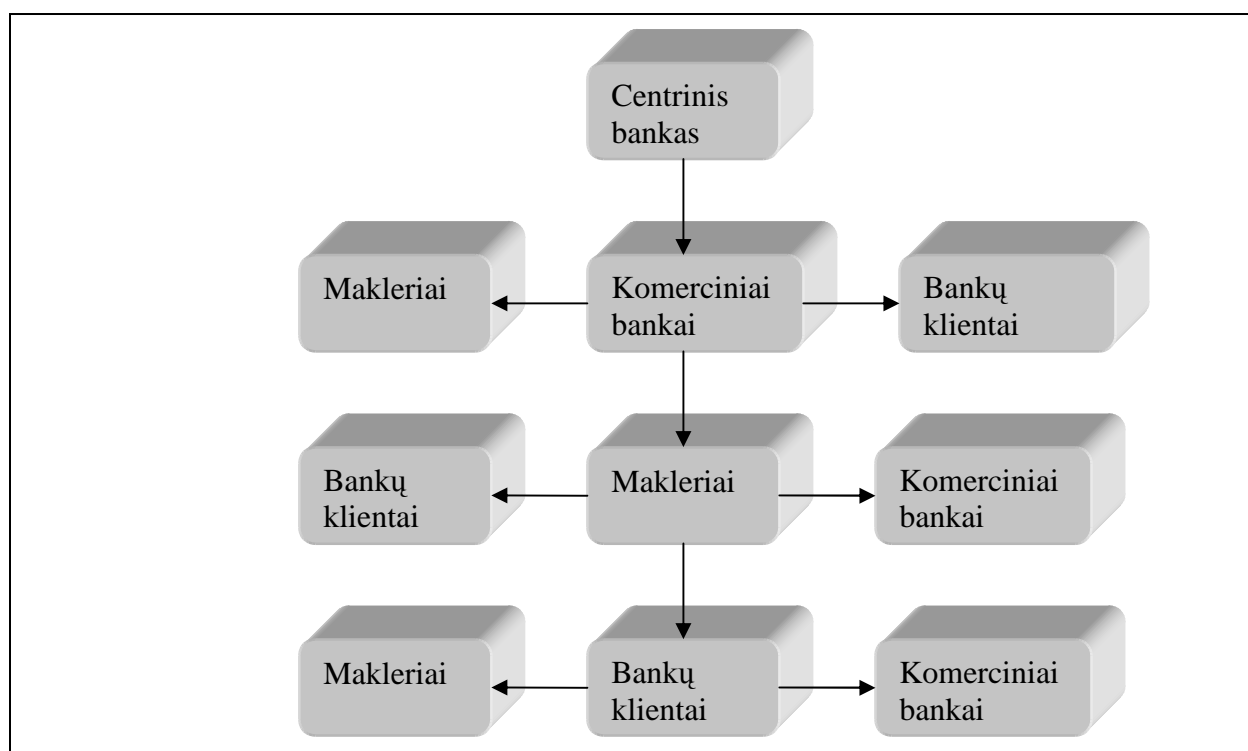 Centrinis
bankas
Makleriai
Komerciniai
bankai
Bankų
klientai
Bankų
klientai
Makleriai
Komerciniai
bankai
Makleriai
Bankų
klientai
Komerciniai
bankai